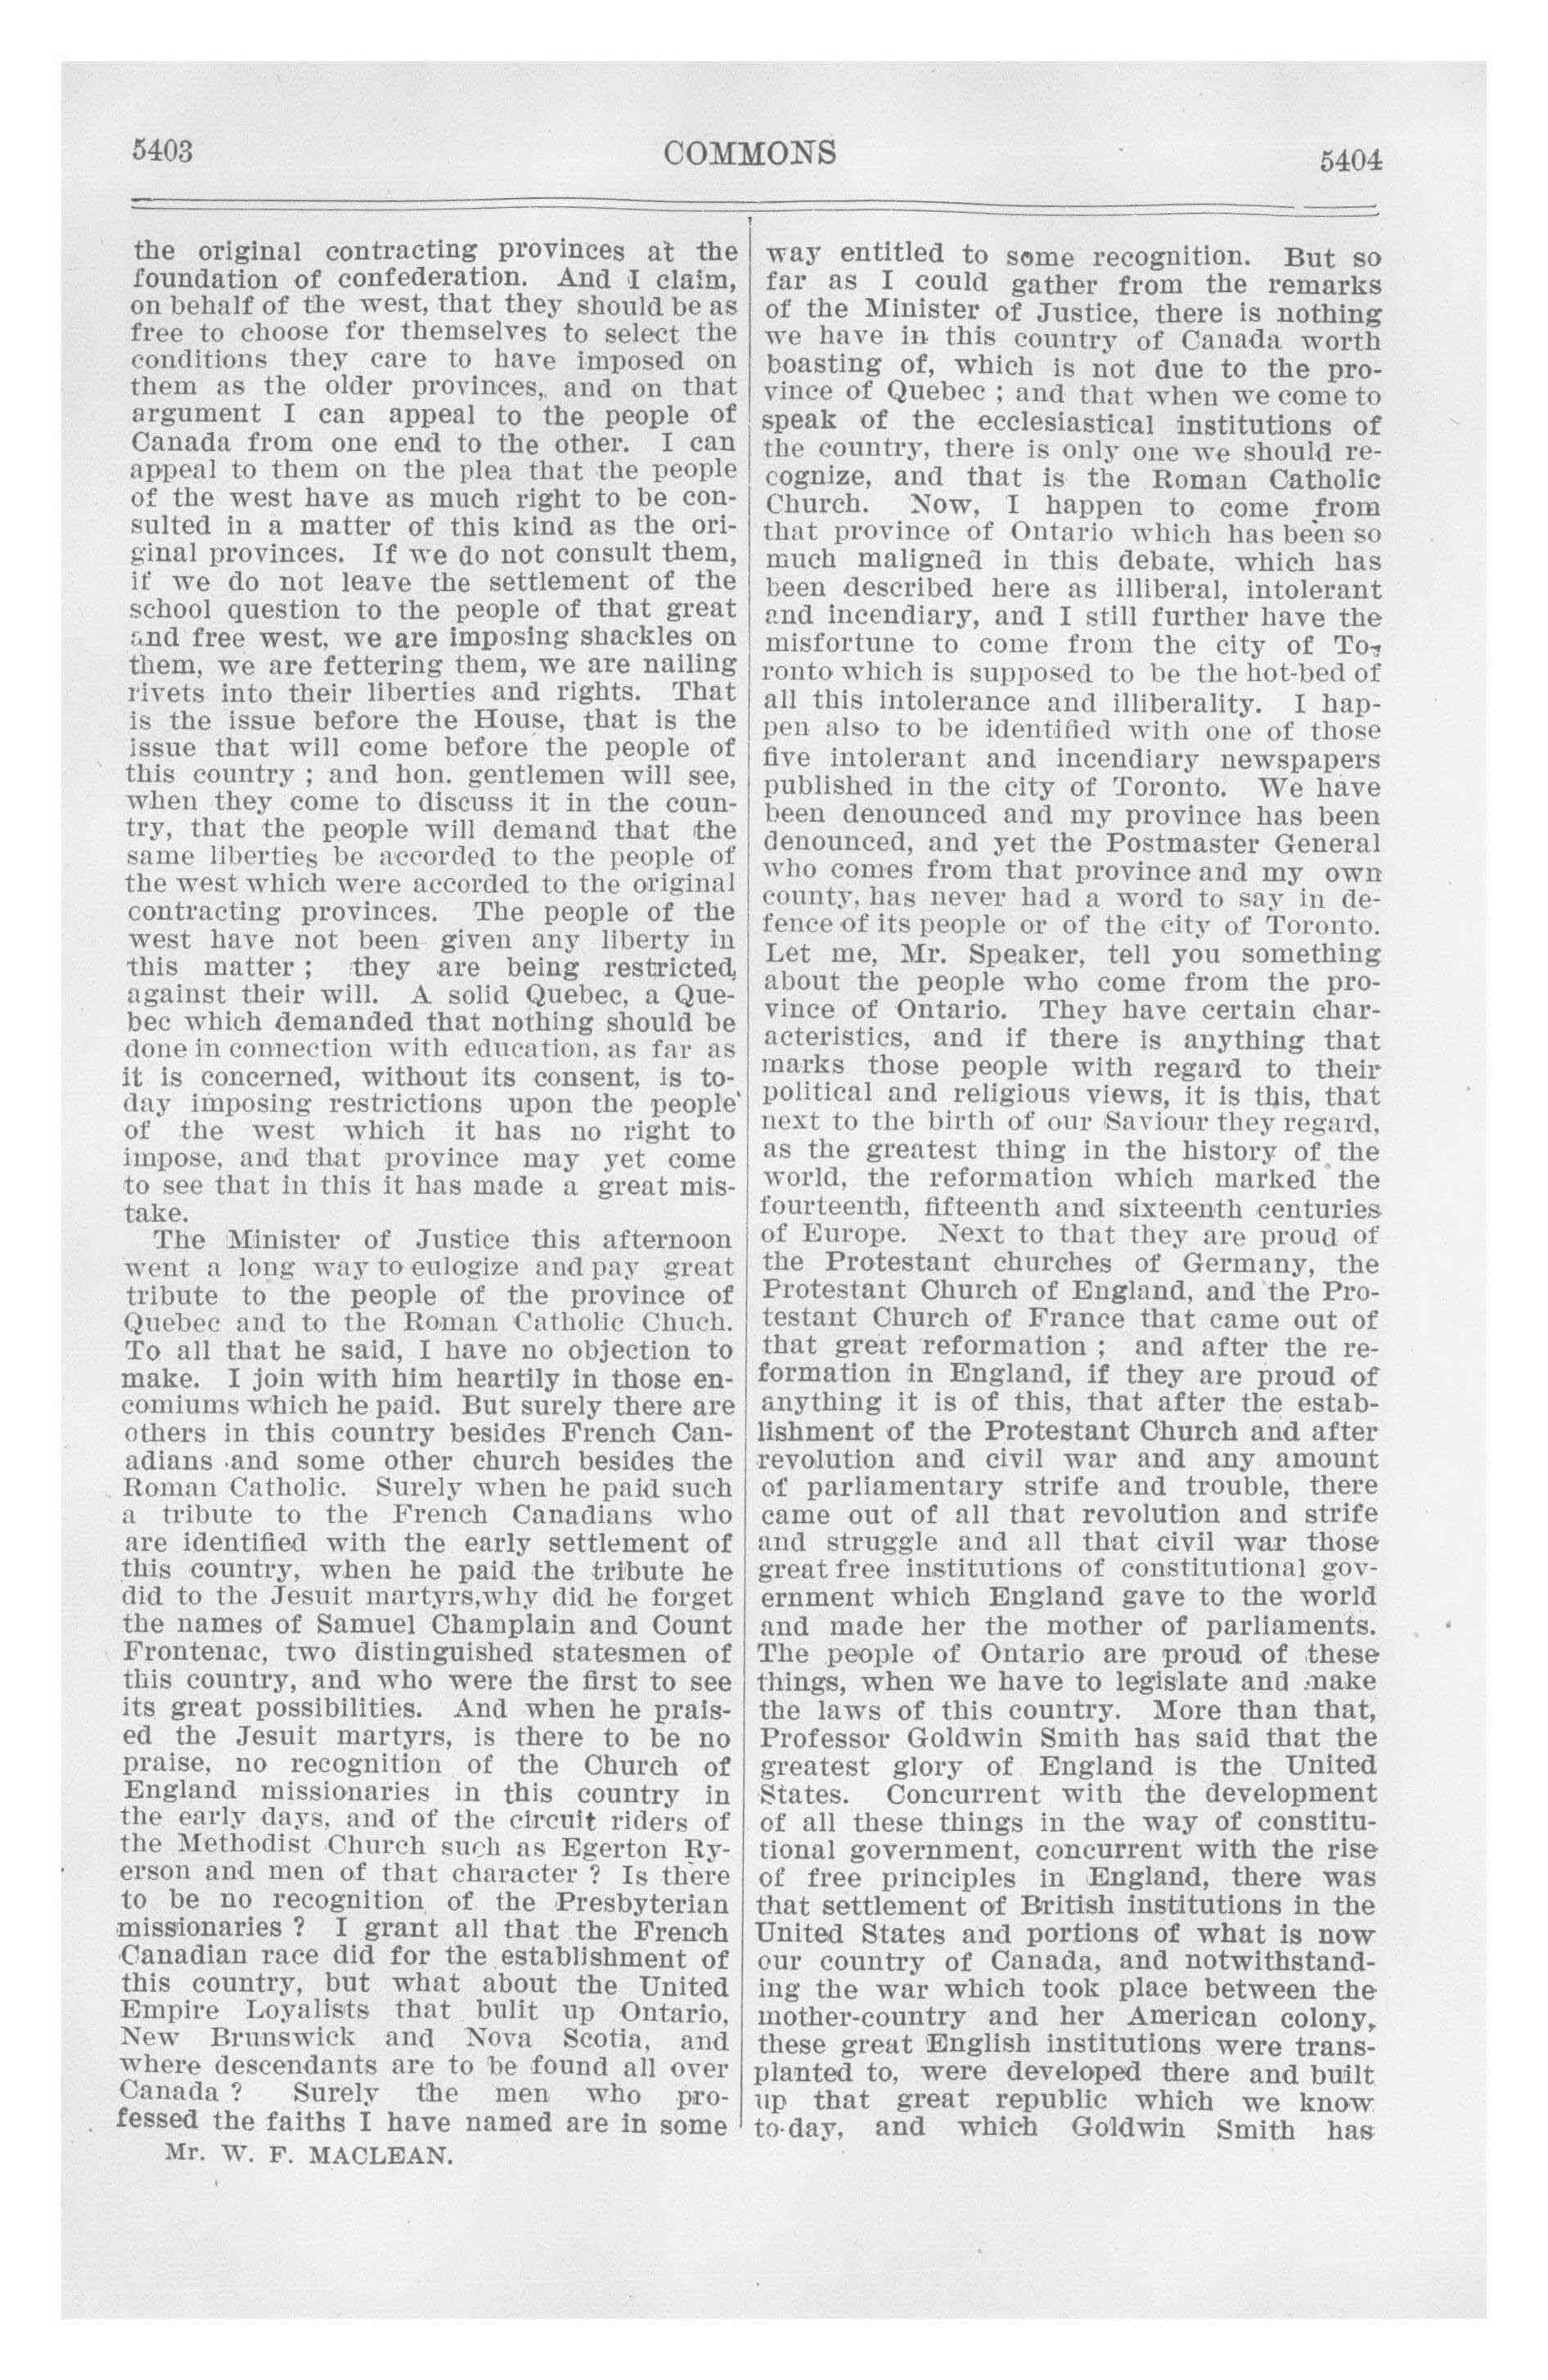 5403
COMMONS
5404
the original contracting provinces at the
foundation of confederation. And I claim,
on behalf of the west, that they should be as
free to choose for themselves to select the
conditions they care to have imposed on
them as the older provinces, and on that
argument I can appeal to the people of
Canada from one end to the other. I can
appeal to them on the plea that the people
of the west have as much right to be con-
sulted in a matter of this kind as the ori-
ginal provinces. If we do not consult them,
if we do not leave the settlement of the
school question to the people of that great
and free west, we are imposing shackles on
them, we are fettering them, we are nailing
rivets into their liberties and rights. That
is the issue before the House, that is the
issue that will come before the people of
this country ; and hon. gentlemen will see,
when they come to discuss it in the coun-
try, that the people will demand that the
same liberties be accorded to the people of
the west which were accorded to the original
contracting provinces. The people of the
west have not been given any liberty in
this matter ; they are being restricted
against their will. A solid Quebec, a Que-
bec which demanded that nothing should be
done in connection with education, as far as
it is concerned, without its consent, is to-
day imposing restrictions upon the people
of the west which it has no right to
impose, and that province may yet come
to see that in this it has made a great mis-
take.
The Minister of Justice this afternoon
went a long way to eulogize and pay great
tribute to the people of the province of
Quebec and to the Roman Catholic Chuch.
To all that he said, I have no objection to
make. I join with him heartily in those en-
comiums which he paid. But surely there are
others in this country besides French Can-
adians and some other church besides the
Roman Catholic. Surely when he paid such
a tribute to the French Canadians who
are identified with the early settlement of
this country, when he paid the tribute he
did to the Jesuit martyrs,why did he forget
the names of Samuel Champlain and Count
Frontenac, two distinguished statesmen of
this country, and who were the first to see
its great possibilities. And when he prais-
ed the Jesuit martyrs, is there to be no
praise, no recognition of the Church of
England missionaries in this country in
the early days, and of the circuit riders of
the Methodist Church such as Egerton Ry-
erson and men of that character ? Is there
to be no recognition of the Presbyterian
missionaries ? I grant all that the French
Canadian race did for the establishment of
this country, but what about the United
Empire Loyalists that bulit up Ontario,
New Brunswick and Nova Scotia, and
where descendants are to be found all over
Canada ? Surely the men who pro-
fessed the faiths I have named are in some
Mr. W. F. MACLEAN.
way entitled to some recognition. But so
far as I could gather from the remarks
of the Minister of Justice, there is nothing
we have in this country of Canada worth
boasting of, which is not due to the pro-
vince of Quebec ; and that when we come to
speak of the ecclesiastical institutions of
the country, there is only one we should re-
cognize, and that is the Roman Catholic
Church. Now, I happen to come from
that province of Ontario which has been so
much maligned in this debate, which has
been described here as illiberal, intolerant
and incendiary, and I still further have the
misfortune to come from the city of To-
ronto which is supposed to be the hot-bed of
all this intolerance and illiberality. I hap-
pen also to be identified with one of those
five intolerant and incendiary newspapers
published in the city of Toronto. We have
been denounced and my province has been
denounced, and yet the Postmaster General
who comes from that province and my own
county, has never had a word to say in de-
fence of its people or of the city of Toronto.
Let me, Mr. Speaker, tell you something
about the people who come from the pro-
vince of Ontario. They have certain char-
acteristics, and if there is anything that
marks those people with regard to their
political and religious views, it is this, that
next to the birth of our Saviour they regard,
as the greatest thing in the history of the
world, the reformation which marked the
fourteenth, fifteenth and sixteenth centuries
of Europe. Next to that they are proud of
the Protestant churches of Germany, the
Protestant Church of England, and the Pro-
testant Church of France that came out of
that great reformation ; and after the re-
formation in England, if they are proud of
anything it is of this, that after the estab-
lishment of the Protestant Church and after
revolution and civil war and any amount
of parliamentary strife and trouble, there
came out of all that revolution and strife
and struggle and all that civil war those
great free institutions of constitutional gov-
ernment which England gave to the world
and made her the mother of parliaments.
The people of Ontario are proud of these
things, when we have to legislate and make
the laws of this country. More than that,
Professor Goldwin Smith has said that the
greatest glory of England is the United
States. Concurrent with the development
of all these things in the way of constitu-
tional government, concurrent with the rise
of free principles in England, there was
that settlement of British institutions in the
United States and portions of what is now
our country of Canada, and notwithstand-
ing the war which took place between the
mother-country and her American colony,
these great English institutions were trans-
planted to, were developed there and built
up that great republic which we know
to-day, and which Goldwin Smith has